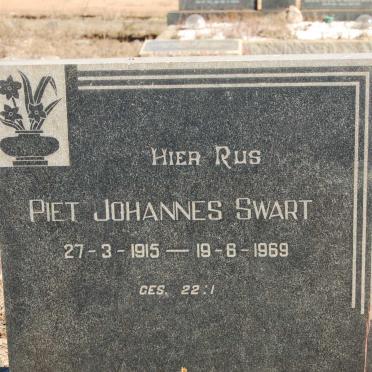 HIER RUS
PIET JOHANNES SWART
27-3-1915 — 19-6-1969
GES. 22:1